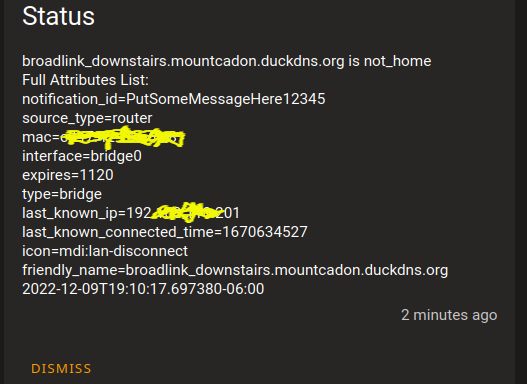 Status
broadlink_downstairs.mountcadon.duckdns.org is not_home
Full Attributes List:
notification_id=PutSomeMessageHere12345
source_type=router
mac=
interface=bridge0
expires=1120
type=bridge
last_known_ip=192. 201
last_known_connected_time=1670634527
icon=mdi:lan-disconnect
friendly_name=broadlink_downstairs.mountcadon.duckdns.org
2022-12-09T19:10:17.697380-06:00
2 minutes ago
DISMISS